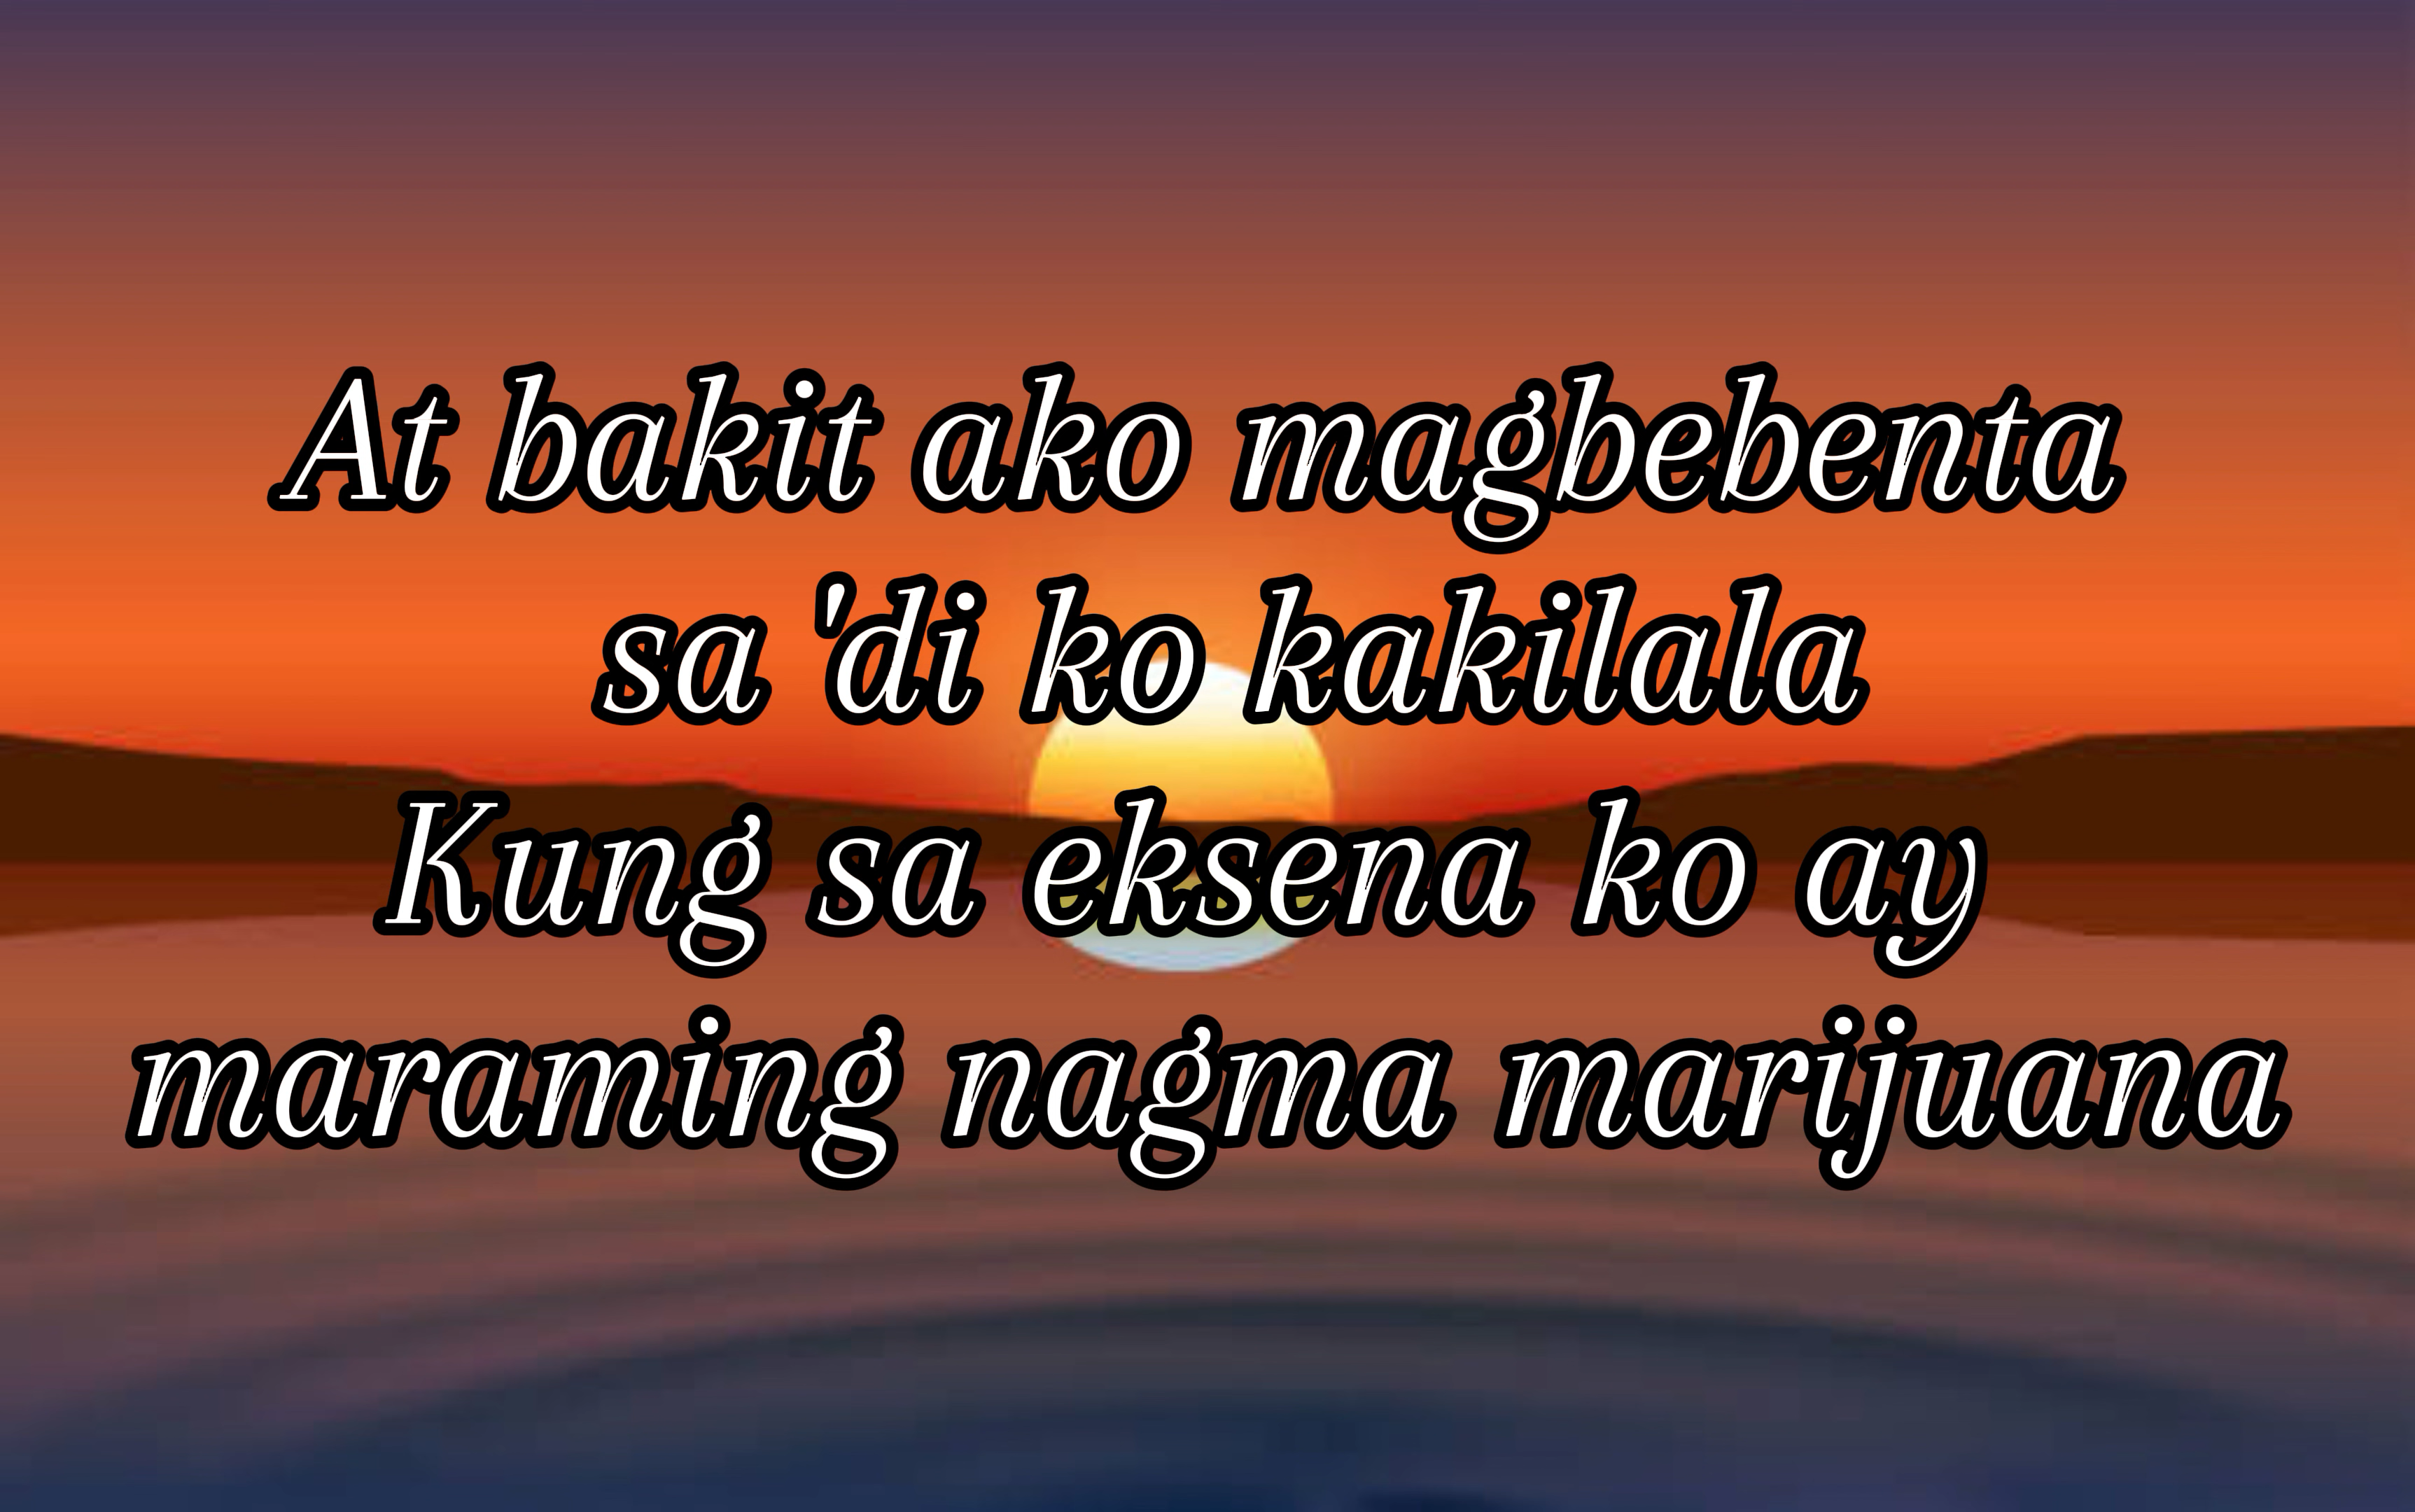 At bakit ako magbebenta
sa 'di ko kakilala
Kung sa eksena ko ay
maraming nagma marijuana